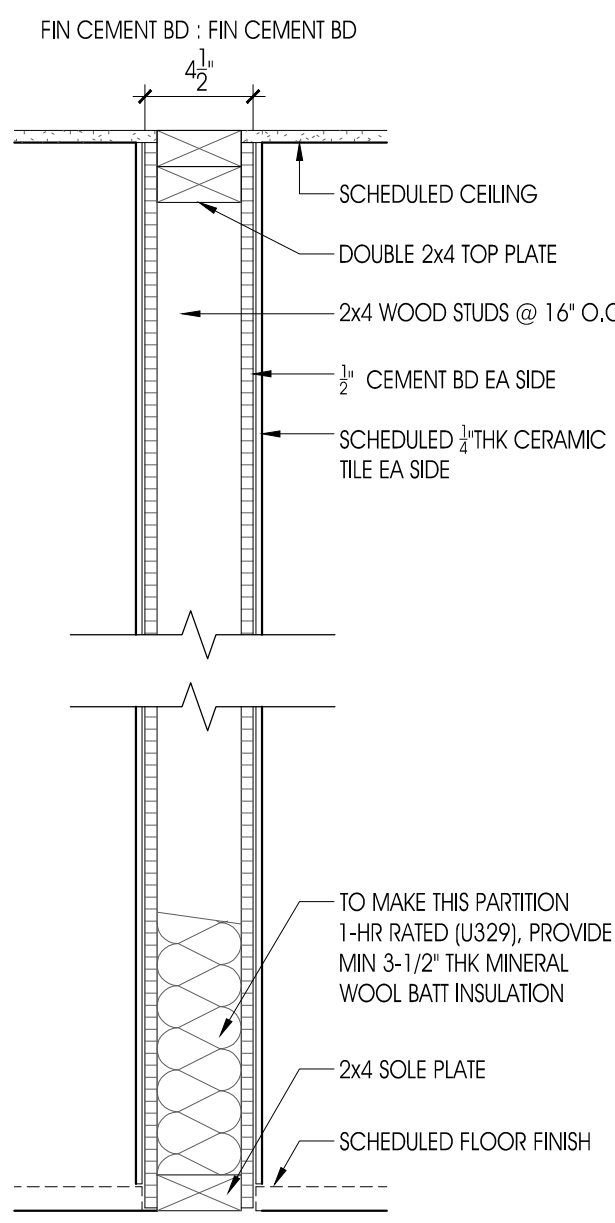 FIN CEMENT BD : FIN CEMENT BD
4 1/2"
SCHEDULED CEILING
DOUBLE 2x4 TOP PLATE
2x4 WOOD STUDS @ 16" O.C
1/2" CEMENT BD EA SIDE
SCHEDULED 1/4"THK CERAMIC
TILE EA SIDE
TO MAKE THIS PARTITION
1-HR RATED (U329), PROVIDE
MIN 3-1/2" THK MINERAL
WOOL BATT INSULATION
2x4 SOLE PLATE
SCHEDULED FLOOR FINISH